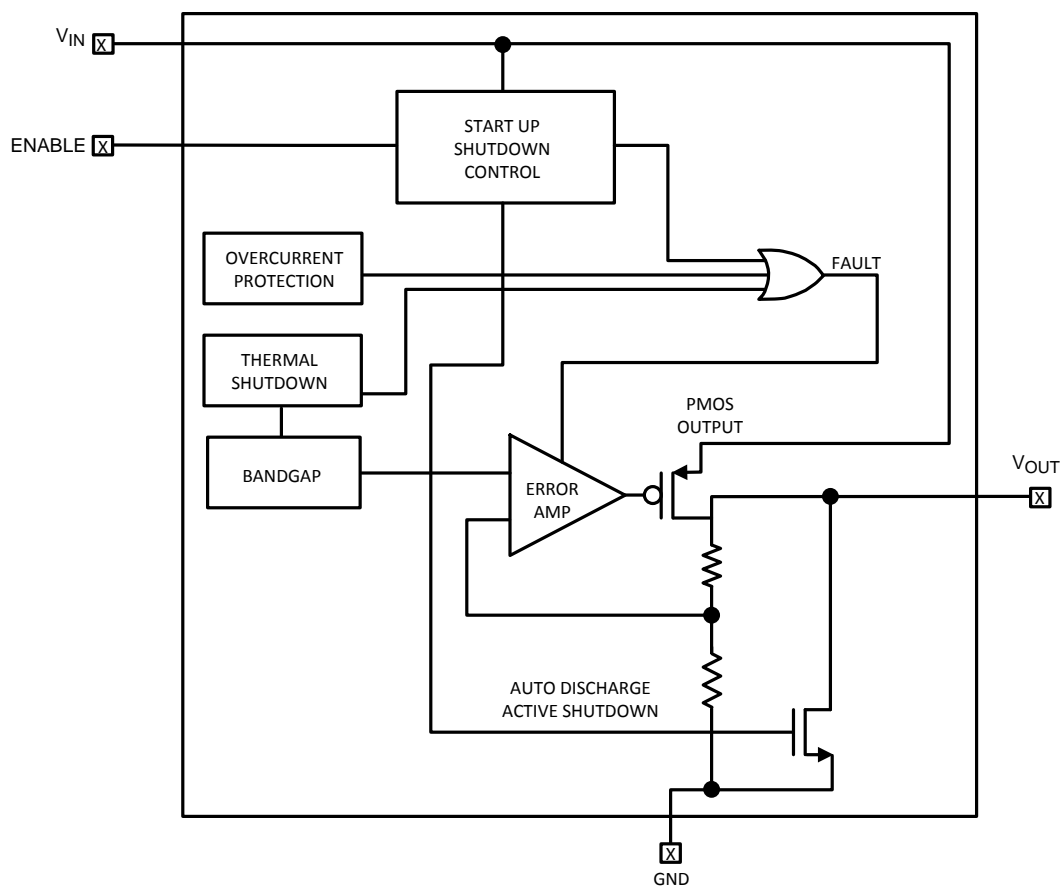 VIN
X
START UP
SHUTDOWN
CONTROL
ENABLE
X
OVERCURRENT
PROTECTION
FAULT
THERMAL
SHUTDOWN
PMOS
OUTPUT
BANDGAP
ERROR
AMP
VOUT
X
AUTO DISCHARGE
ACTIVE SHUTDOWN
X
GND